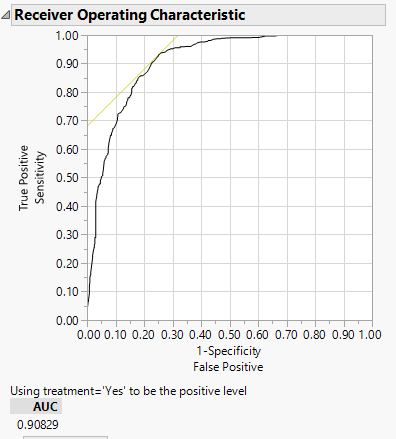 Receiver Operating Characteristic
1.00
0.90
0.80
0.70
0.60
0.50
0.40
0.30
0.20
0.10
0.00
True Positive
Sensitivity
0.00 0.10 0.20 0.30 0.40 0.50 0.60 0.70 0.80 0.90 1.00
1-Specificity
False Positive
Using treatment='Yes' to be the positive level
AUC
0.90829